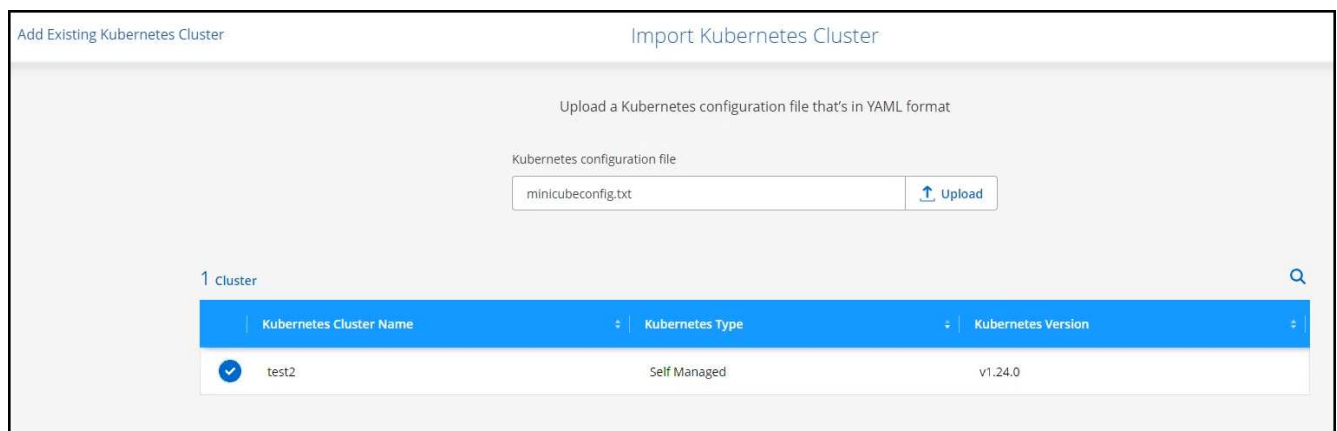 Add Existing Kubernetes Cluster
Import Kubernetes Cluster
Upload a Kubernetes configuration file that's in YAML format
Kubernetes configuration file
minicubeconfig.txt Upload
1 Cluster
Kubernetes Cluster Name Kubernetes Type Kubernetes Version
test2 Self Managed v1.24.0